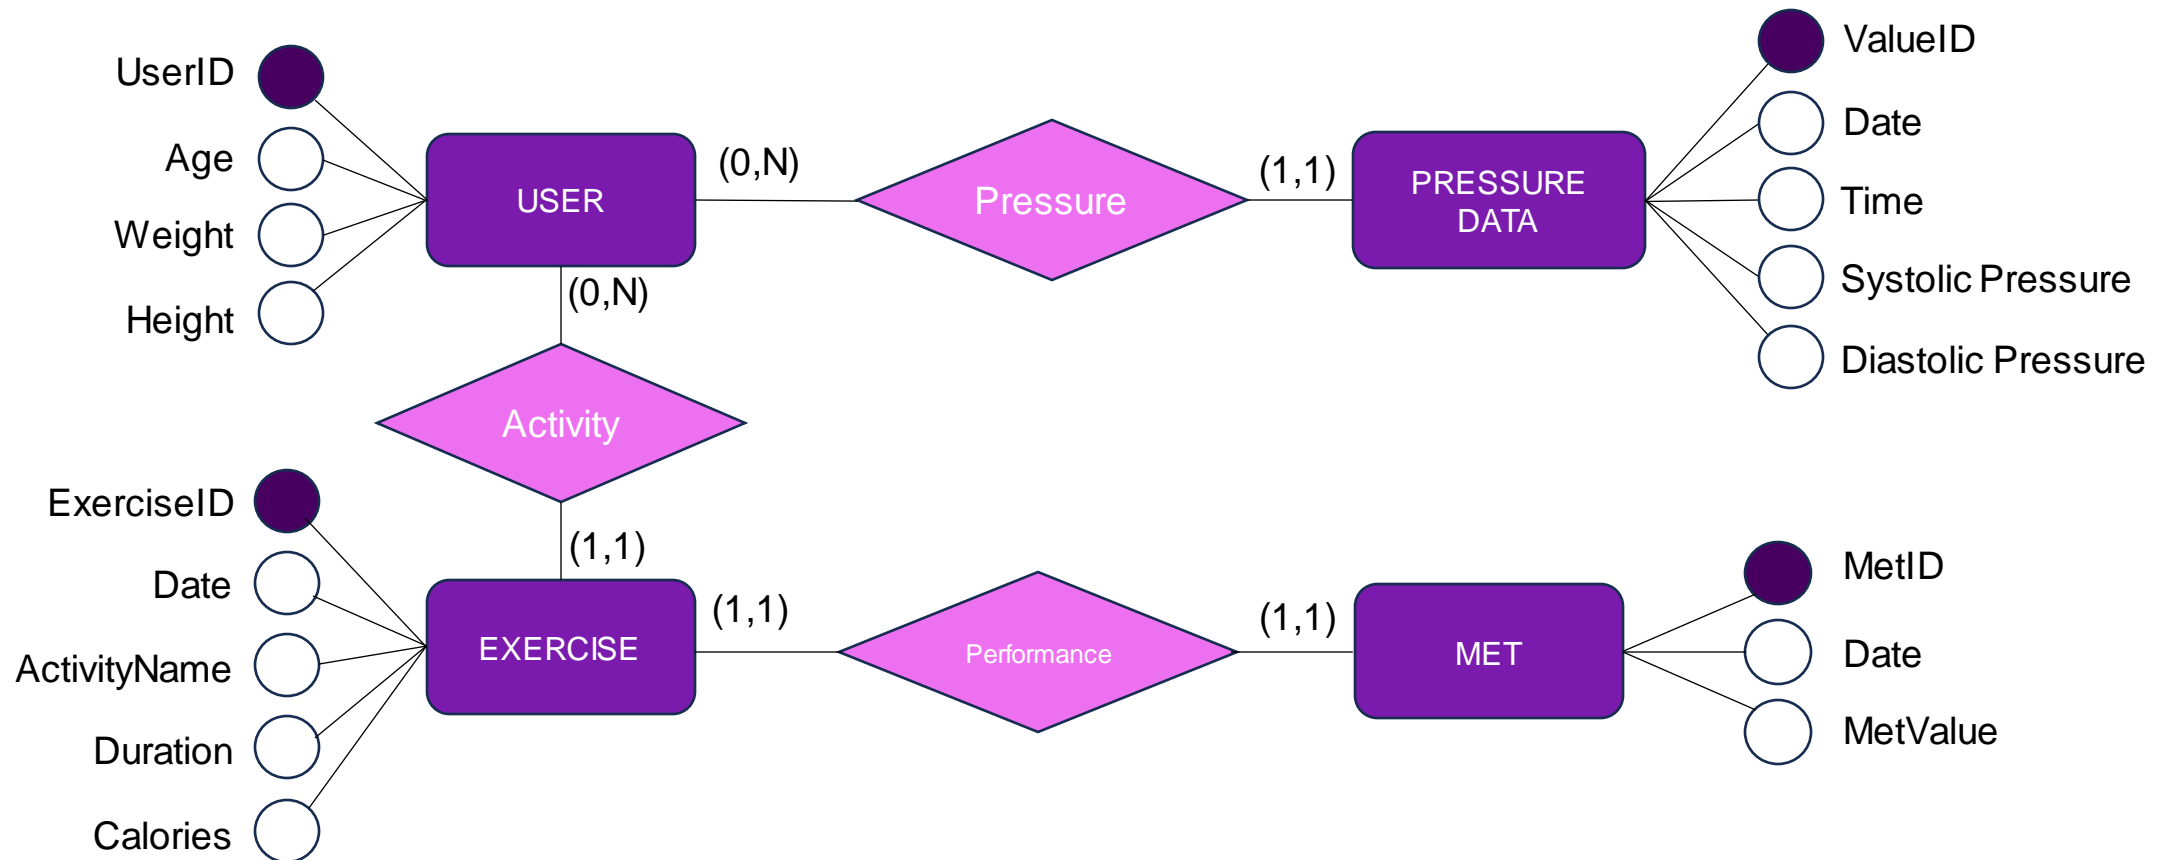 UserID
Age
Weight
Height
USER
(0,N)
Pressure
(1,1)
PRESSURE
DATA
ValueID
Date
Time
Systolic Pressure
Diastolic Pressure
(0,N)
Activity
(1,1)
ExerciseID
Date
ActivityName
Duration
Calories
EXERCISE
(1,1)
Performance
(1,1)
MET
MetID
Date
MetValue